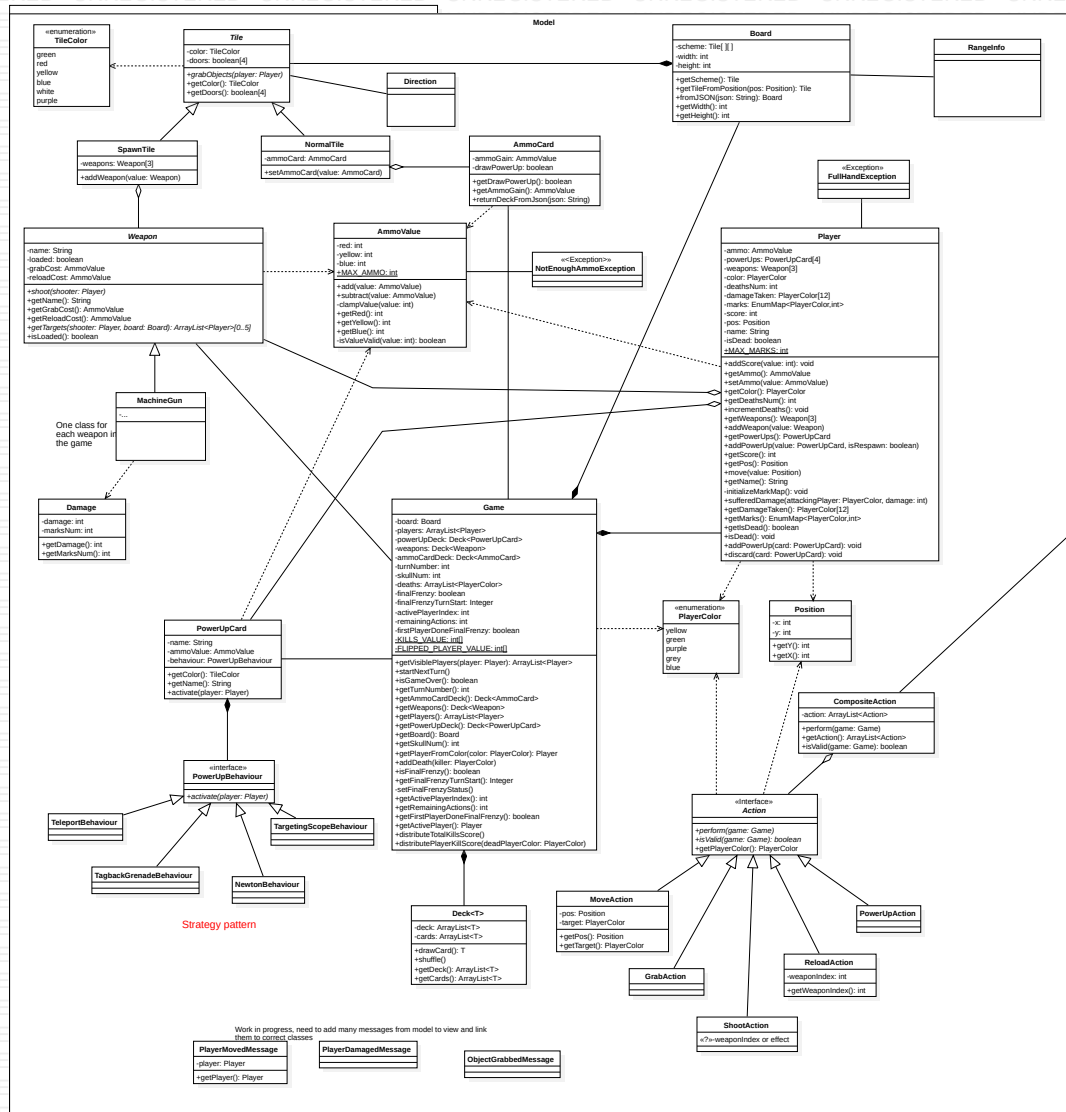 Model
«enumeration»
TileColor
green
red
yellow
blue
white
purple
Tile
-color: TileColor
-doors: boolean[4]
+grabObjects(player: Player)
+getColor(): TileColor
+getDoors(): boolean[4]
Direction
Board
-scheme: Tile[ ][ ]
-width: int
-height: int
+getScheme(): Tile
+getTileFromPosition(pos: Position): Tile
+fromJSON(json: String): Board
+getWidth(): int
+getHeight(): int
RangeInfo
SpawnTile
-weapons: Weapon[3]
+addWeapon(value: Weapon)
NormalTile
-ammoCard: AmmoCard
+setAmmoCard(value: AmmoCard)
AmmoCard
-ammoGain: AmmoValue
-drawPowerUp: boolean
+getDrawPowerUp(): boolean
+getAmmoGain(): AmmoValue
+returnDeckFromJson(json: String)
«Exception»
FullHandException
Weapon
-name: String
-loaded: boolean
-grabCost: AmmoValue
-reloadCost: AmmoValue
+shoot(shooter: Player)
+getName(): String
+getGrabCost(): AmmoValue
+getReloadCost(): AmmoValue
+getTargets(shooter: Player, board: Board): ArrayList<Player>[0..5]
+isLoaded(): boolean
AmmoValue
-red: int
-yellow: int
-blue: int
+MAX_AMMO: int
+add(value: AmmoValue)
+subtract(value: AmmoValue)
-clampValue(value: int)
+getRed(): int
+getYellow(): int
+getBlue(): int
-isValueValid(value: int): boolean
«<Exception»>
NotEnoughAmmoException
Player
-ammo: AmmoValue
-powerUps: PowerUpCard[4]
-weapons: Weapon[3]
-color: PlayerColor
-deathsNum: int
-damageTaken: PlayerColor[12]
-marks: EnumMap<PlayerColor,int>
-score: int
-pos: Position
-name: String
-isDead: boolean
+MAX_MARKS: int
+addScore(value: int): void
+getAmmo(): AmmoValue
+setAmmo(value: AmmoValue)
+getColor(): PlayerColor
+getDeathsNum(): int
+incrementDeaths(): void
+getWeapons(): Weapon[3]
+addWeapon(value: Weapon)
+getPowerUps(): PowerUpCard
+addPowerUp(value: PowerUpCard, isRespawn: boolean)
+getScore(): int
+getPos(): Position
+move(value: Position)
+getName(): String
-initializeMarkMap(): void
+sufferedDamage(attackingPlayer: PlayerColor, damage: int)
+getDamageTaken(): PlayerColor[12]
+getMarks(): EnumMap<PlayerColor,int>
+getIsDead(): boolean
+isDead(): void
+addPowerUp(card: PowerUpCard): void
+discard(card: PowerUpCard): void
MachineGun
-...
One class for
each weapon in
the game
Damage
-damage: int
-marksNum: int
+getDamage(): int
+getMarksNum(): int
Game
-board: Board
-players: ArrayList<Player>
-powerUpDeck: Deck<PowerUpCard>
-weapons: Deck<Weapon>
-ammoCardDeck: Deck<AmmoCard>
-turnNumber: int
-skullNum: int
-deaths: ArrayList<PlayerColor>
-finalFrenzy: boolean
-finalFrenzyTurnStart: Integer
-activePlayerIndex: int
-remainingActions: int
-firstPlayerDoneFinalFrenzy: boolean
-KILLS_VALUE: int[]
-FLIPPED_PLAYER_VALUE: int[]
+getVisiblePlayers(player: Player): ArrayList<Player>
+startNextTurn()
+isGameOver(): boolean
+getTurnNumber(): int
+getAmmoCardDeck(): Deck<AmmoCard>
+getWeapons(): Deck<Weapon>
+getPlayers(): ArrayList<Player>
+getPowerUpDeck(): Deck<PowerUpCard>
+getBoard(): Board
+getSkullNum(): int
+getPlayerFromColor(color: PlayerColor): Player
+addDeath(killer: PlayerColor)
+isFinalFrenzy(): boolean
+getFinalFrenzyTurnStart(): Integer
-setFinalFrenzyStatus()
+getActivePlayerIndex(): int
+getRemainingActions(): int
+getFirstPlayerDoneFinalFrenzy(): boolean
+getActivePlayer(): Player
+distributeTotalKillsScore()
+distributePlayerKillScore(deadPlayerColor: PlayerColor)
«enumeration»
PlayerColor
yellow
green
purple
grey
blue
Position
-x: int
-y: int
+getY(): int
+getX(): int
PowerUpCard
-name: String
-ammoValue: AmmoValue
-behaviour: PowerUpBehaviour
+getColor(): TileColor
+getName(): String
+activate(player: Player)
CompositeAction
-action: ArrayList<Action>
+perform(game: Game)
+getAction(): ArrayList<Action>
+isValid(game: Game): boolean
«interface»
PowerUpBehaviour
+activate(player: Player)
TeleportBehaviour
TargetingScopeBehaviour
TagbackGrenadeBehaviour
NewtonBehaviour
Strategy pattern
«Interface»
Action
+perform(game: Game)
+isValid(game: Game): boolean
+getPlayerColor(): PlayerColor
MoveAction
-pos: Position
-target: PlayerColor
+getPos(): Position
+getTarget(): PlayerColor
PowerUpAction
Deck<T>
-deck: ArrayList<T>
-cards: ArrayList<T>
+drawCard(): T
+shuffle()
+getDeck(): ArrayList<T>
+getCards(): ArrayList<T>
GrabAction
ReloadAction
-weaponIndex: int
+getWeaponIndex(): int
ShootAction
«?»-weaponIndex or effect
Work in progress, need to add many messages from model to view and link
them to correct classes
PlayerMovedMessage
-player: Player
+getPlayer(): Player
PlayerDamagedMessage
ObjectGrabbedMessage